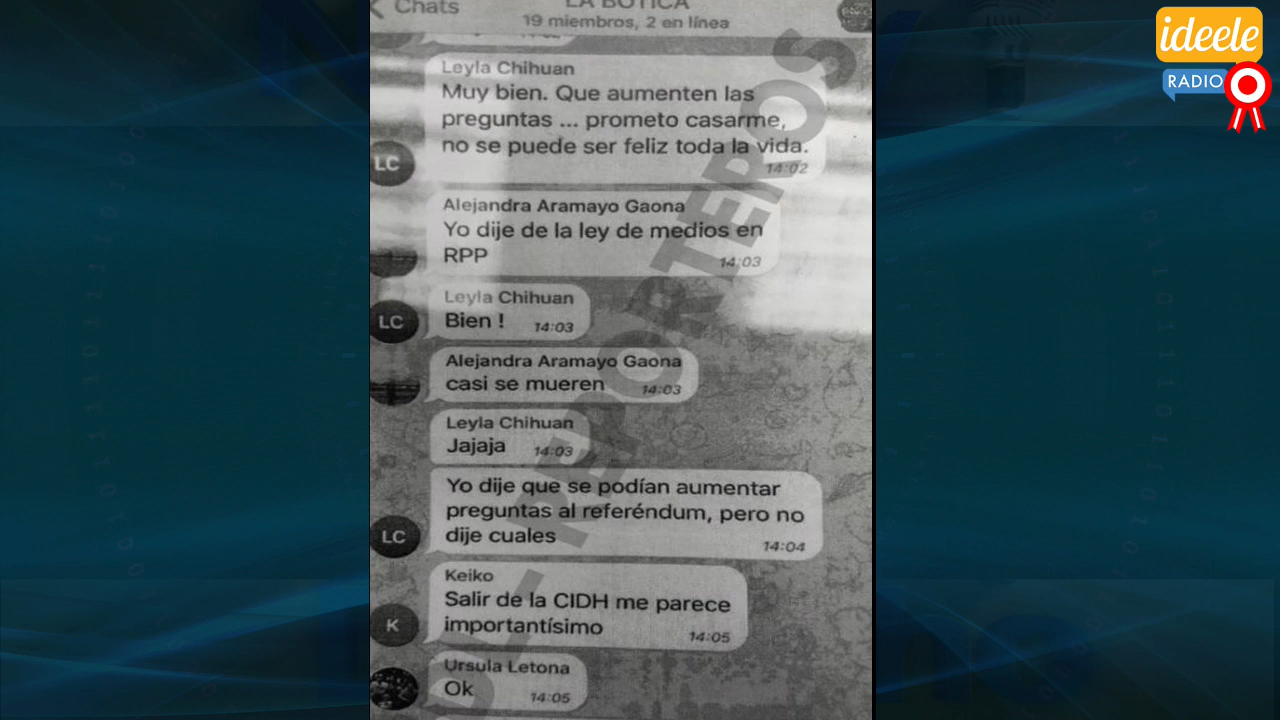 Chats
LA BOTICA
19 miembros, 2 en línea
Leyla Chihuan
Muy bien. Que aumenten las
preguntas ... prometo casarme,
no se puede ser feliz toda la vida.
14:02
LC
Alejandra Aramayo Gaona
Yo dije de la ley de medios en
RPP
14:03
Leyla Chihuan
LC
Bien !
14:03
Alejandra Aramayo Gaona
casi se mueren
14:03
Leyla Chihuan
Jajaja
14:03
Yo dije que se podían aumentar
preguntas al referéndum, pero no
dije cuales
LC
14:04
Keiko
Salir de la CIDH me parece
importantísimo
K
14:05
Ursula Letona
Ok
14:05
REPORTEROS
ideele
RADIO